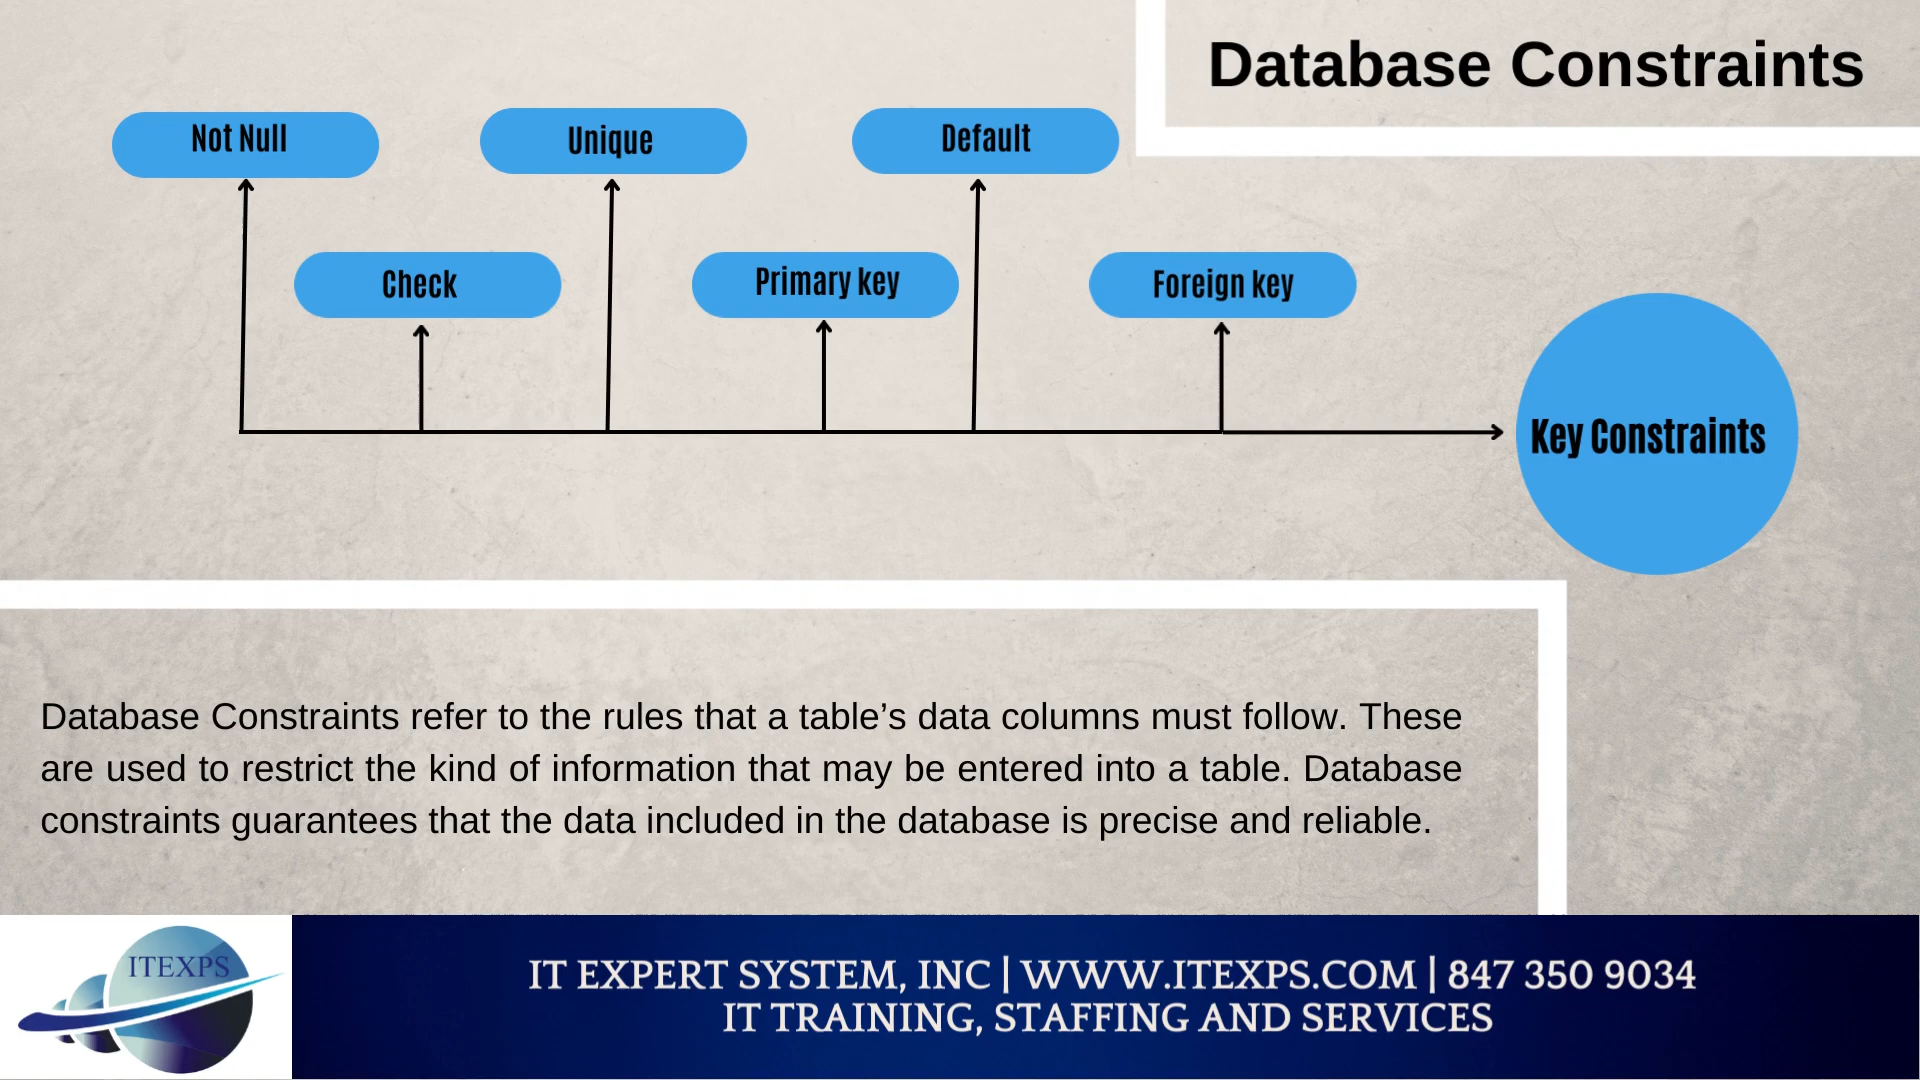 Database Constraints
Not Null
Unique
Default
Check
Primary key
Foreign key
Key Constraints
Database Constraints refer to the rules that a table’s data columns must follow. These
are used to restrict the kind of information that may be entered into a table. Database
constraints guarantees that the data included in the database is precise and reliable.
ITEXPS
IT EXPERT SYSTEM, INC | WWW.ITEXPS.COM | 847 350 9034
IT TRAINING, STAFFING AND SERVICES